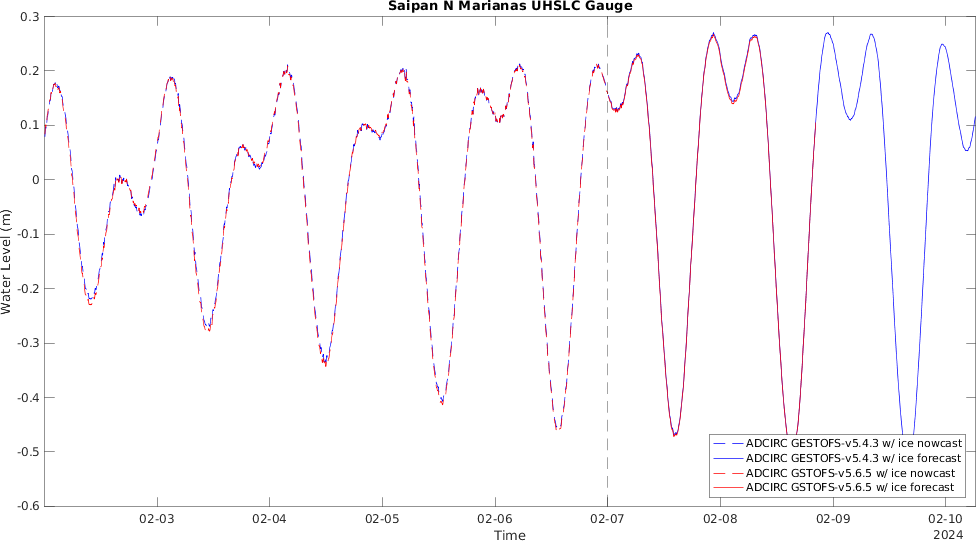 Saipan N Marianas UHSLC Gauge
0.3
0.2
0.1
0
-0.1
-0.2
-0.3
-0.4
-0.5
-0.6
Water Level (m)
ADCIRC GESTOFS-v5.4.3 w/ ice nowcast
ADCIRC GESTOFS-v5.4.3 w/ ice forecast
ADCIRC GSTOFS-v5.6.5 w/ ice nowcast
ADCIRC GSTOFS-v5.6.5 w/ ice forecast
02-03 02-04 02-05 02-06 02-07 02-08 02-09 02-10
Time 2024